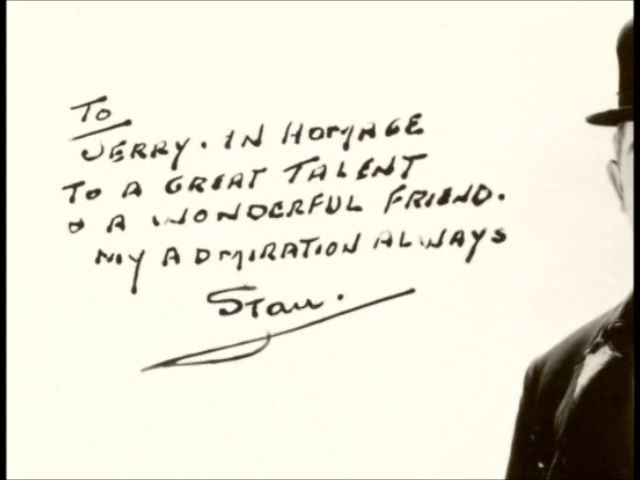 To
JERRY. IN HOMAGE
TO A GREAT TALENT
& A WONDERFUL FRIEND.
MY ADMIRATION ALWAYS
Stan.